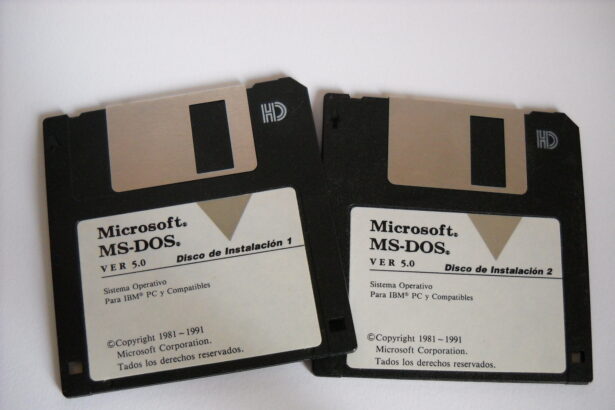 HD
Microsoft®
MS-DOS®
VER 5.0
Disco de Instalación 1
Sistema Operativo
Para IBM® PC y Compatibles
©Copyright 1981-1991
Microsoft Corporation.
Tados los derechos reservados.
HD
Microsoft®
MS-DOS®
VER 5.0
Disco de Instalación 2
Sistema Operativo
Para IBM® PC y Compatibles
©Copyright 1981-1991
Microsoft Corporation.
Tados los derechos reservados.